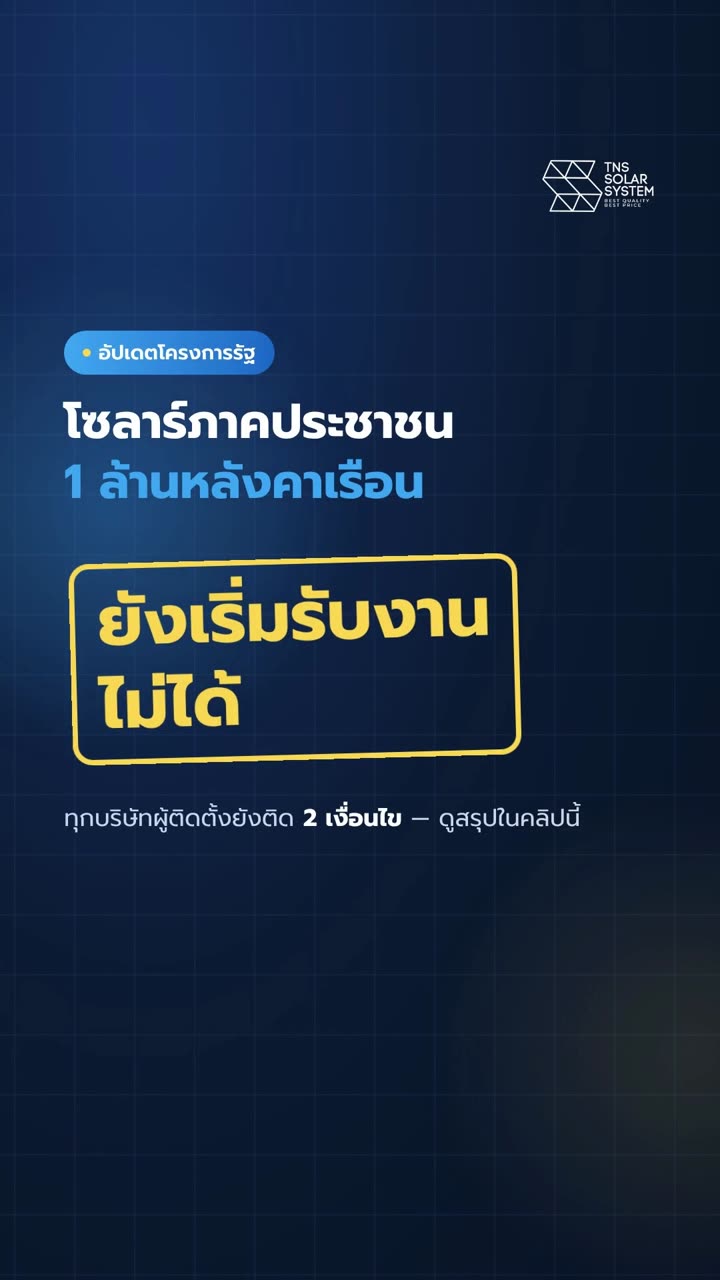 TNS
SOLAR
SYSTEM
BEST QUALITY
BEST PRICE
อัปเดตโครงการรัฐ
โซลาร์ภาคประชาชน
1 ล้านหลังคาเรือน
ยังเริ่มรับงาน
ไม่ได้
ทุกบริษัทผู้ติดตั้งยังติด 2 เงื่อนไข — ดูสรุปในคลิปนี้